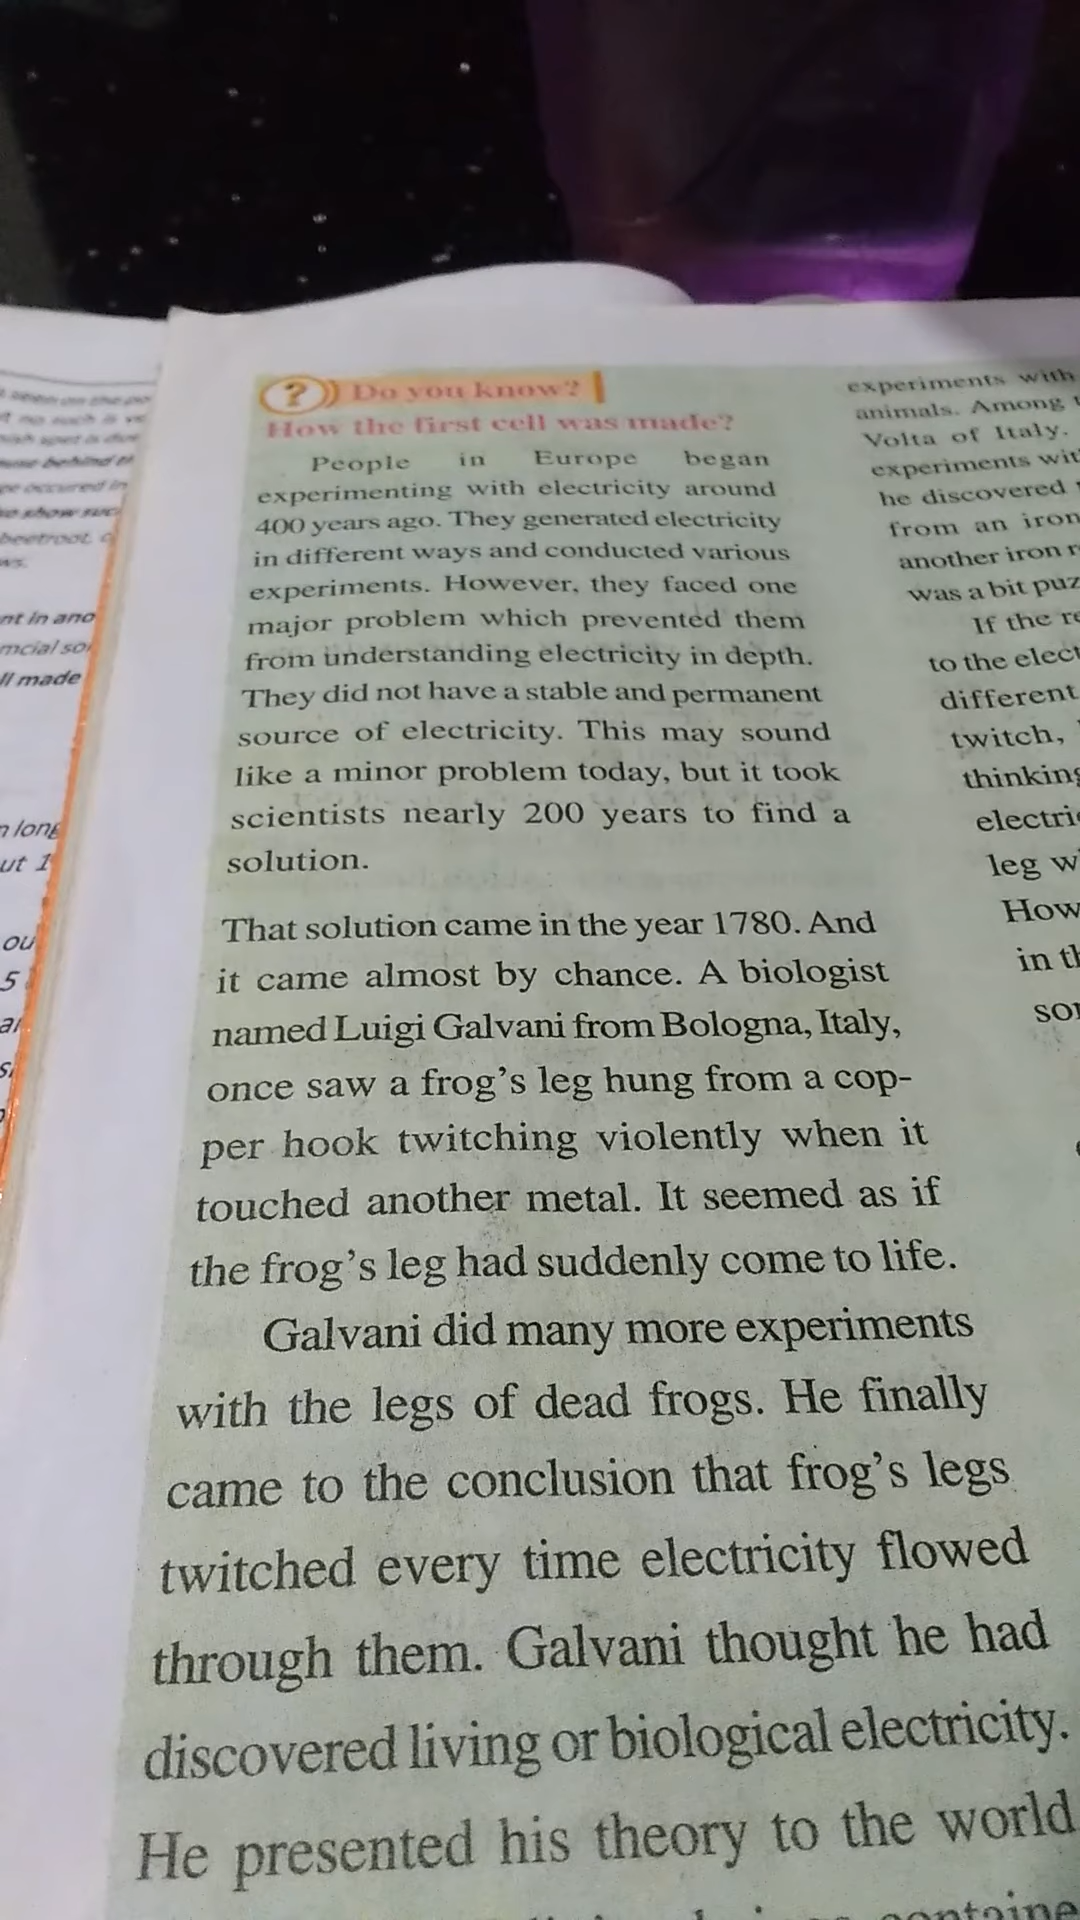 ? Do you know?
How the first cell was made?
People in Europe began
experimenting with electricity around
400 years ago. They generated electricity
in different ways and conducted various
experiments. However, they faced one
major problem which prevented them
from understanding electricity in depth.
They did not have a stable and permanent
source of electricity. This may sound
like a minor problem today, but it took
scientists nearly 200 years to find a
solution.
That solution came in the year 1780. And
it came almost by chance. A biologist
named Luigi Galvani from Bologna, Italy,
once saw a frog's leg hung from a cop-
per hook twitching violently when it
touched another metal. It seemed as if
the frog's leg had suddenly come to life.
Galvani did many more experiments
with the legs of dead frogs. He finally
came to the conclusion that frog's legs
twitched every time electricity flowed
through them. Galvani thought he had
discovered living or biological electricity.
He presented his theory to the world
experiments with
animals. Among
Volta of Italy.
experiments
he discovered
from an iron
another iron
was a bit
If the
to the
different
twitch,
thinking
leg
How
in